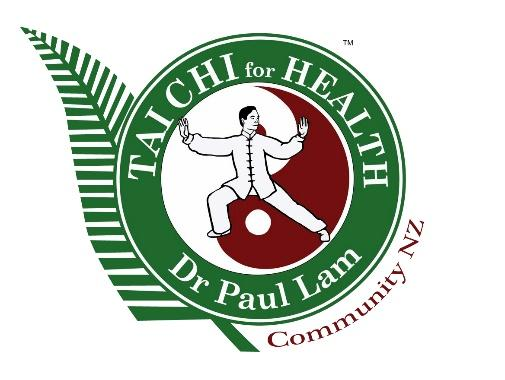 TAI CHI for HEALTH
TM
Dr Paul Lam
Community NZ